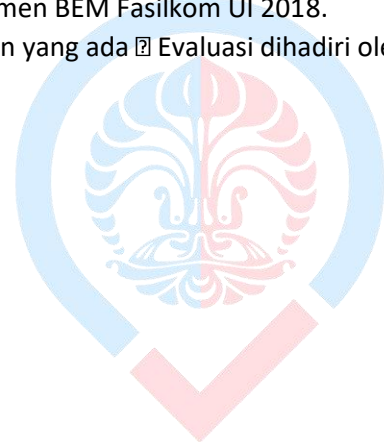 men BEM Fasilkom UI 2018.
n yang ada ⍰ Evaluasi dihadiri ole